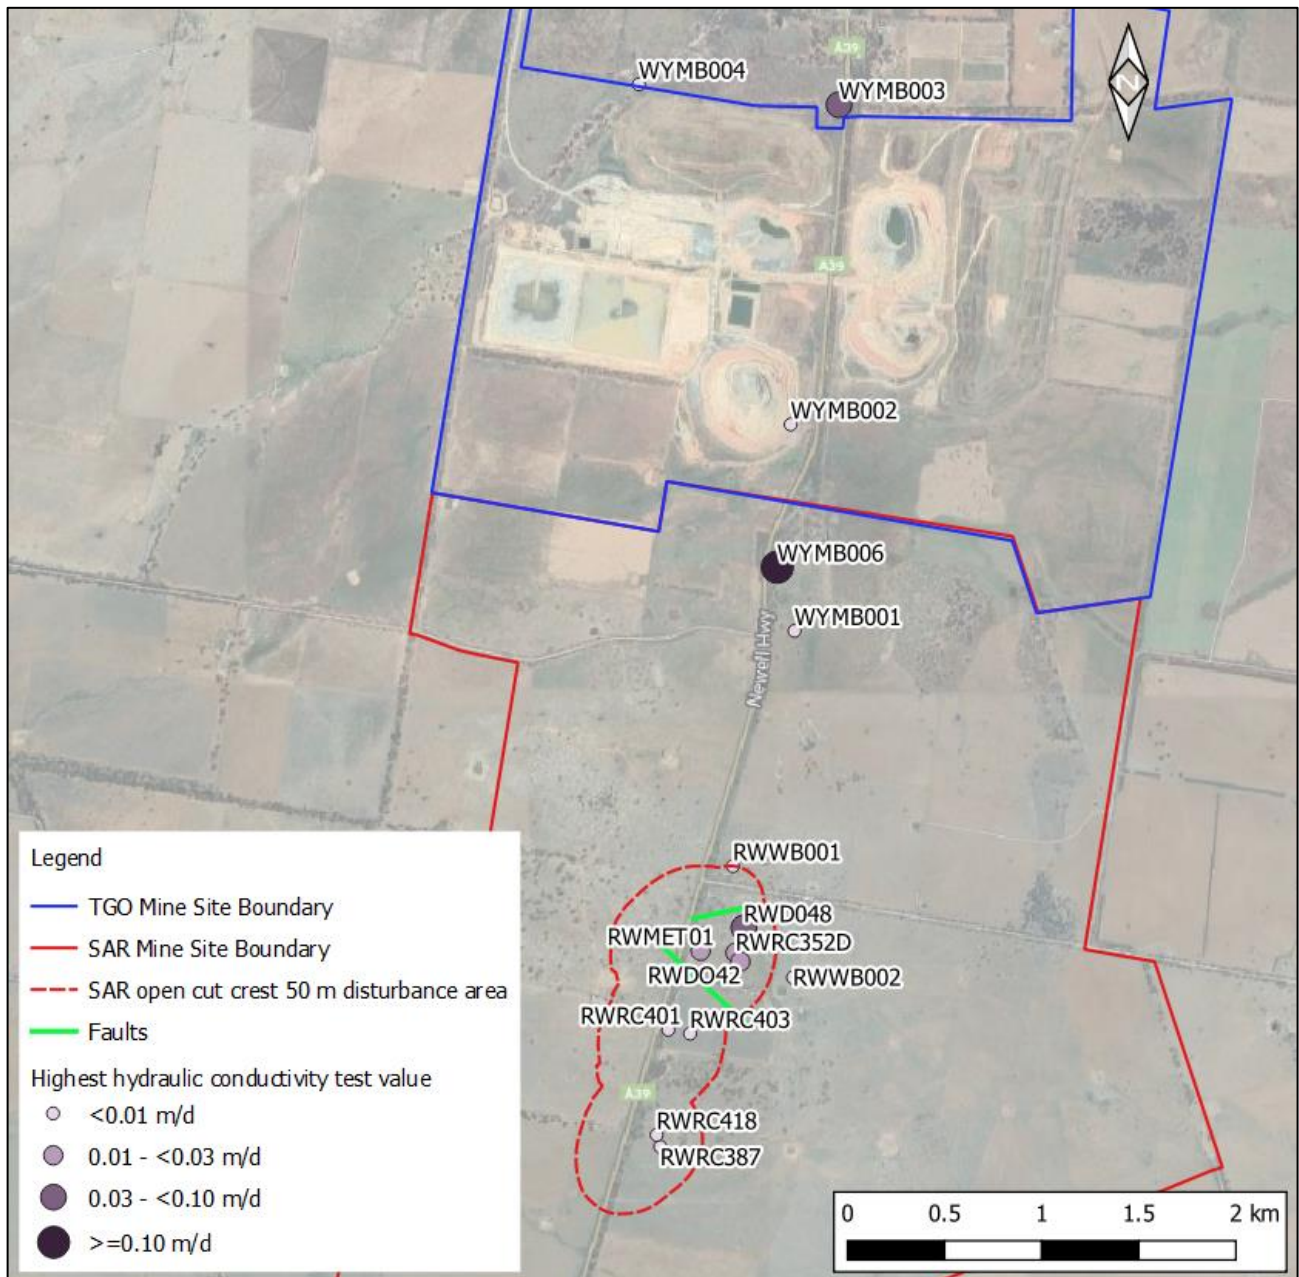 A39
WYMB004
WYMB003
N
A39
WYMB002
WYMB006
WYMB001
Newell Hwy
RWWB001
RWD048
RWMET01
RWRC352D
RWDO42
RWWB002
RWRC401
RWRC403
A39
RWRC418
RWRC387
Legend
TGO Mine Site Boundary
SAR Mine Site Boundary
SAR open cut crest 50 m disturbance area
Faults
Highest hydraulic conductivity test value
<0.01 m/d
0.01 - <0.03 m/d
0.03 - <0.10 m/d
>=0.10 m/d
0 0.5 1 1.5 2 km